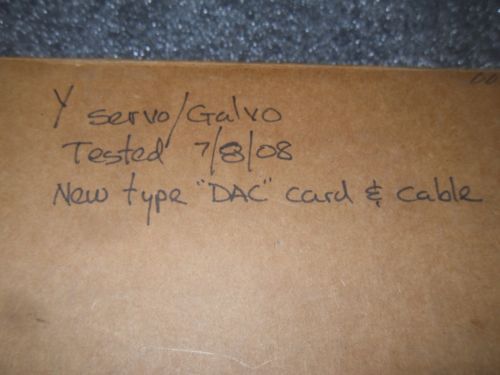 Y servo/Galvo
Tested 7/8/08
New type "DAC" card & cable